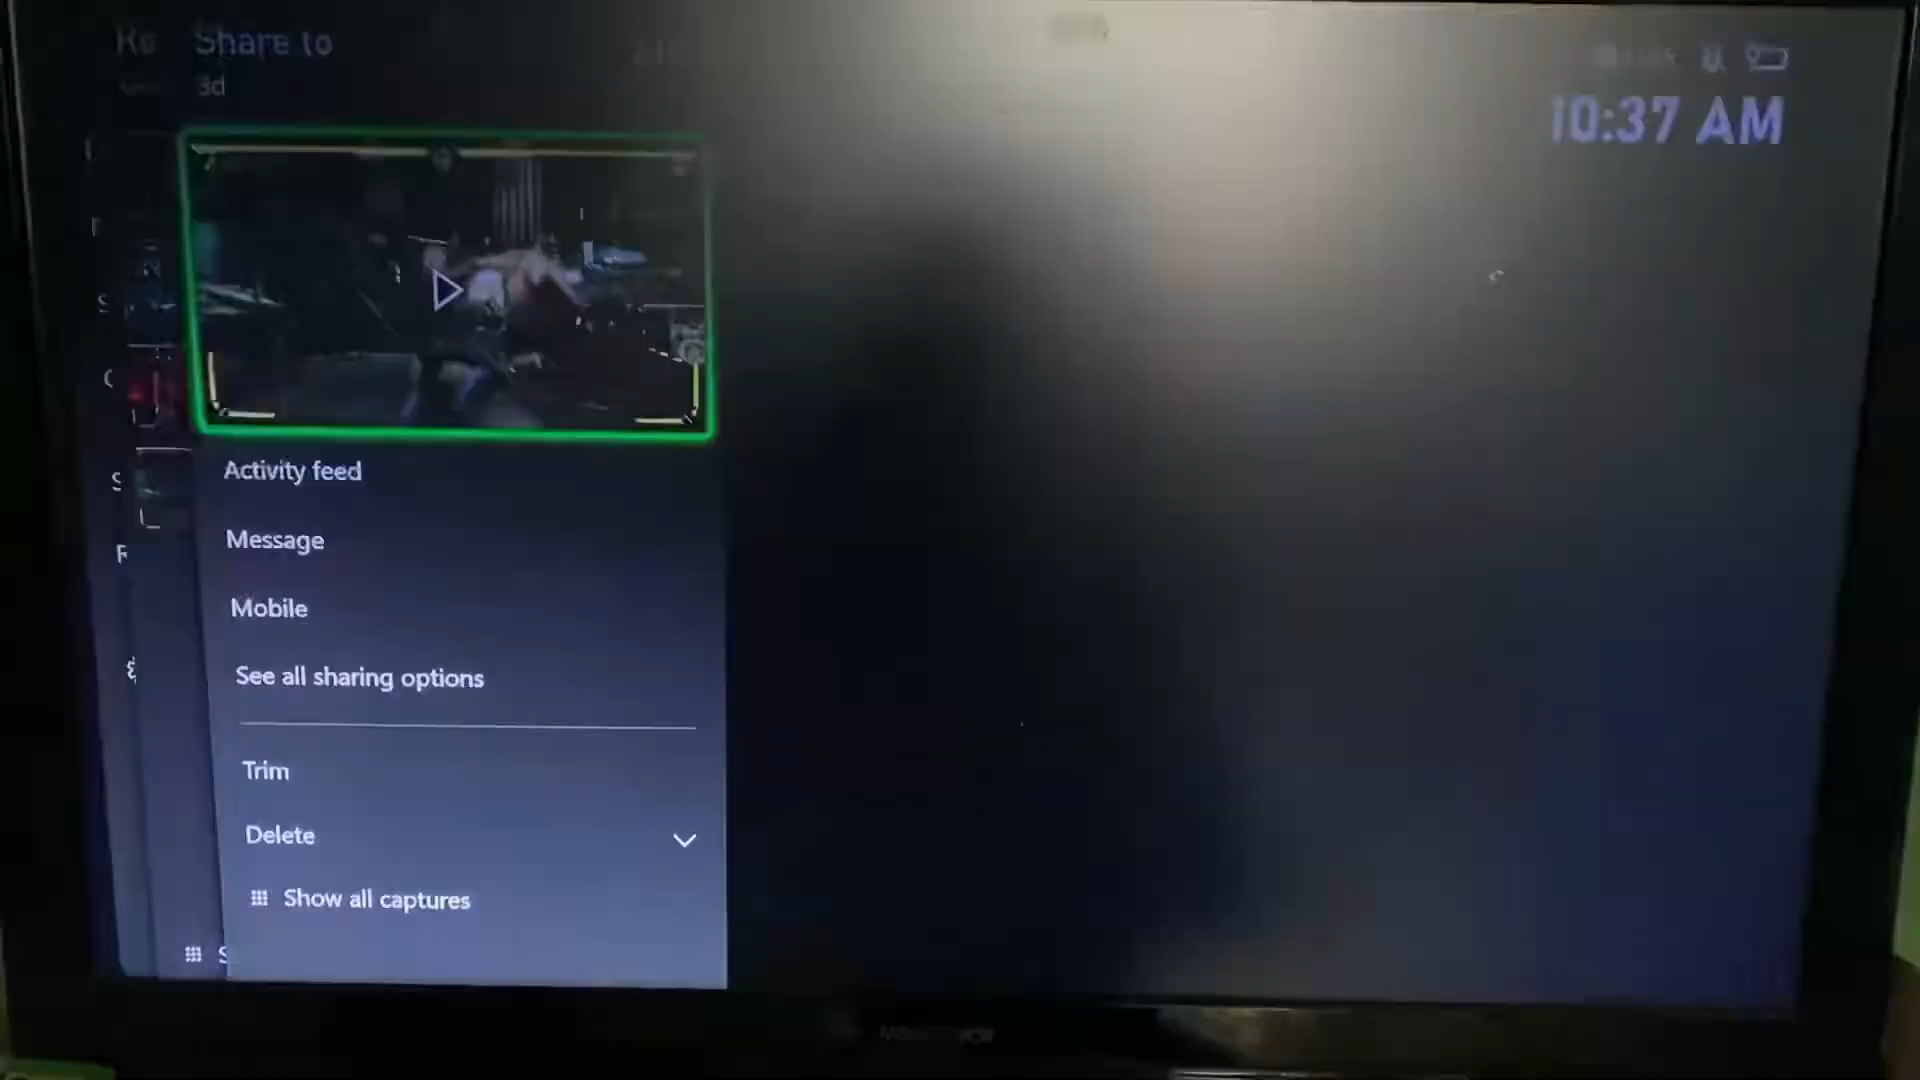 Share to
3d
10:37 AM
Activity feed
Message
Mobile
See all sharing options
Trim
Delete
Show all captures